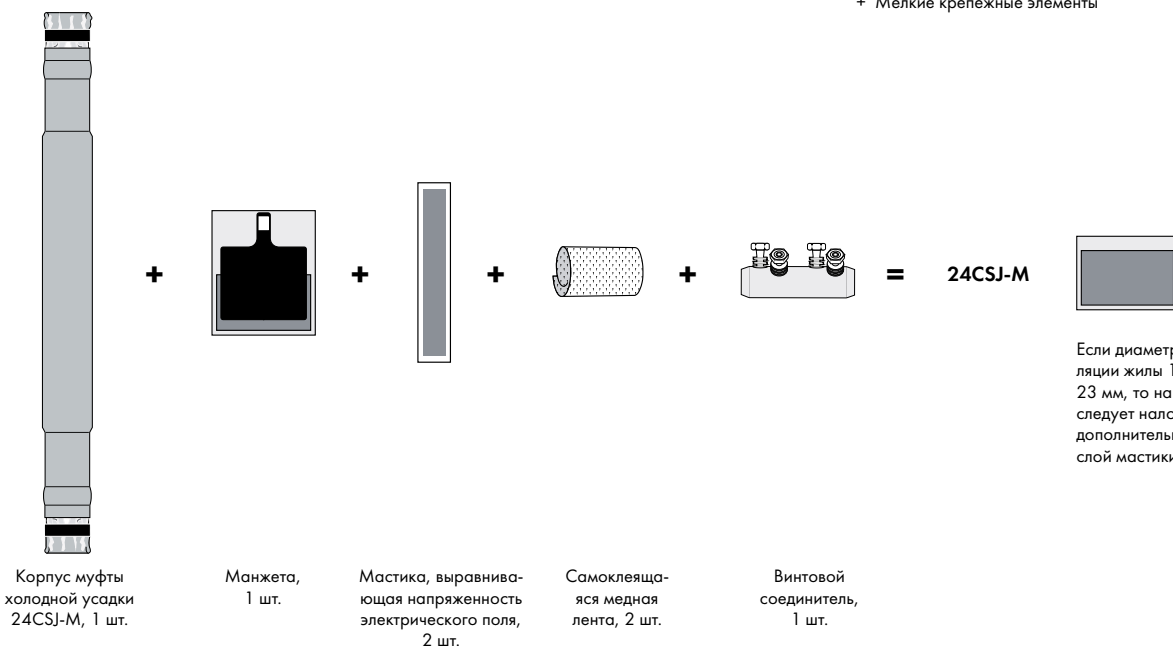 + Мелкие крепежные элементы
+ + + + = 24CSJ-M
Если диаметр
ляции жилы 1
23 мм, то на
следует нало
дополнитель
слой мастики
Корпус муфты
холодной усадки
24CSJ-M, 1 шт.
Манжета,
1 шт.
Мастика, выравнива-
ющая напряженность
электрического поля,
2 шт.
Самоклеяща-
яся медная
лента, 2 шт.
Винтовой
соединитель,
1 шт.